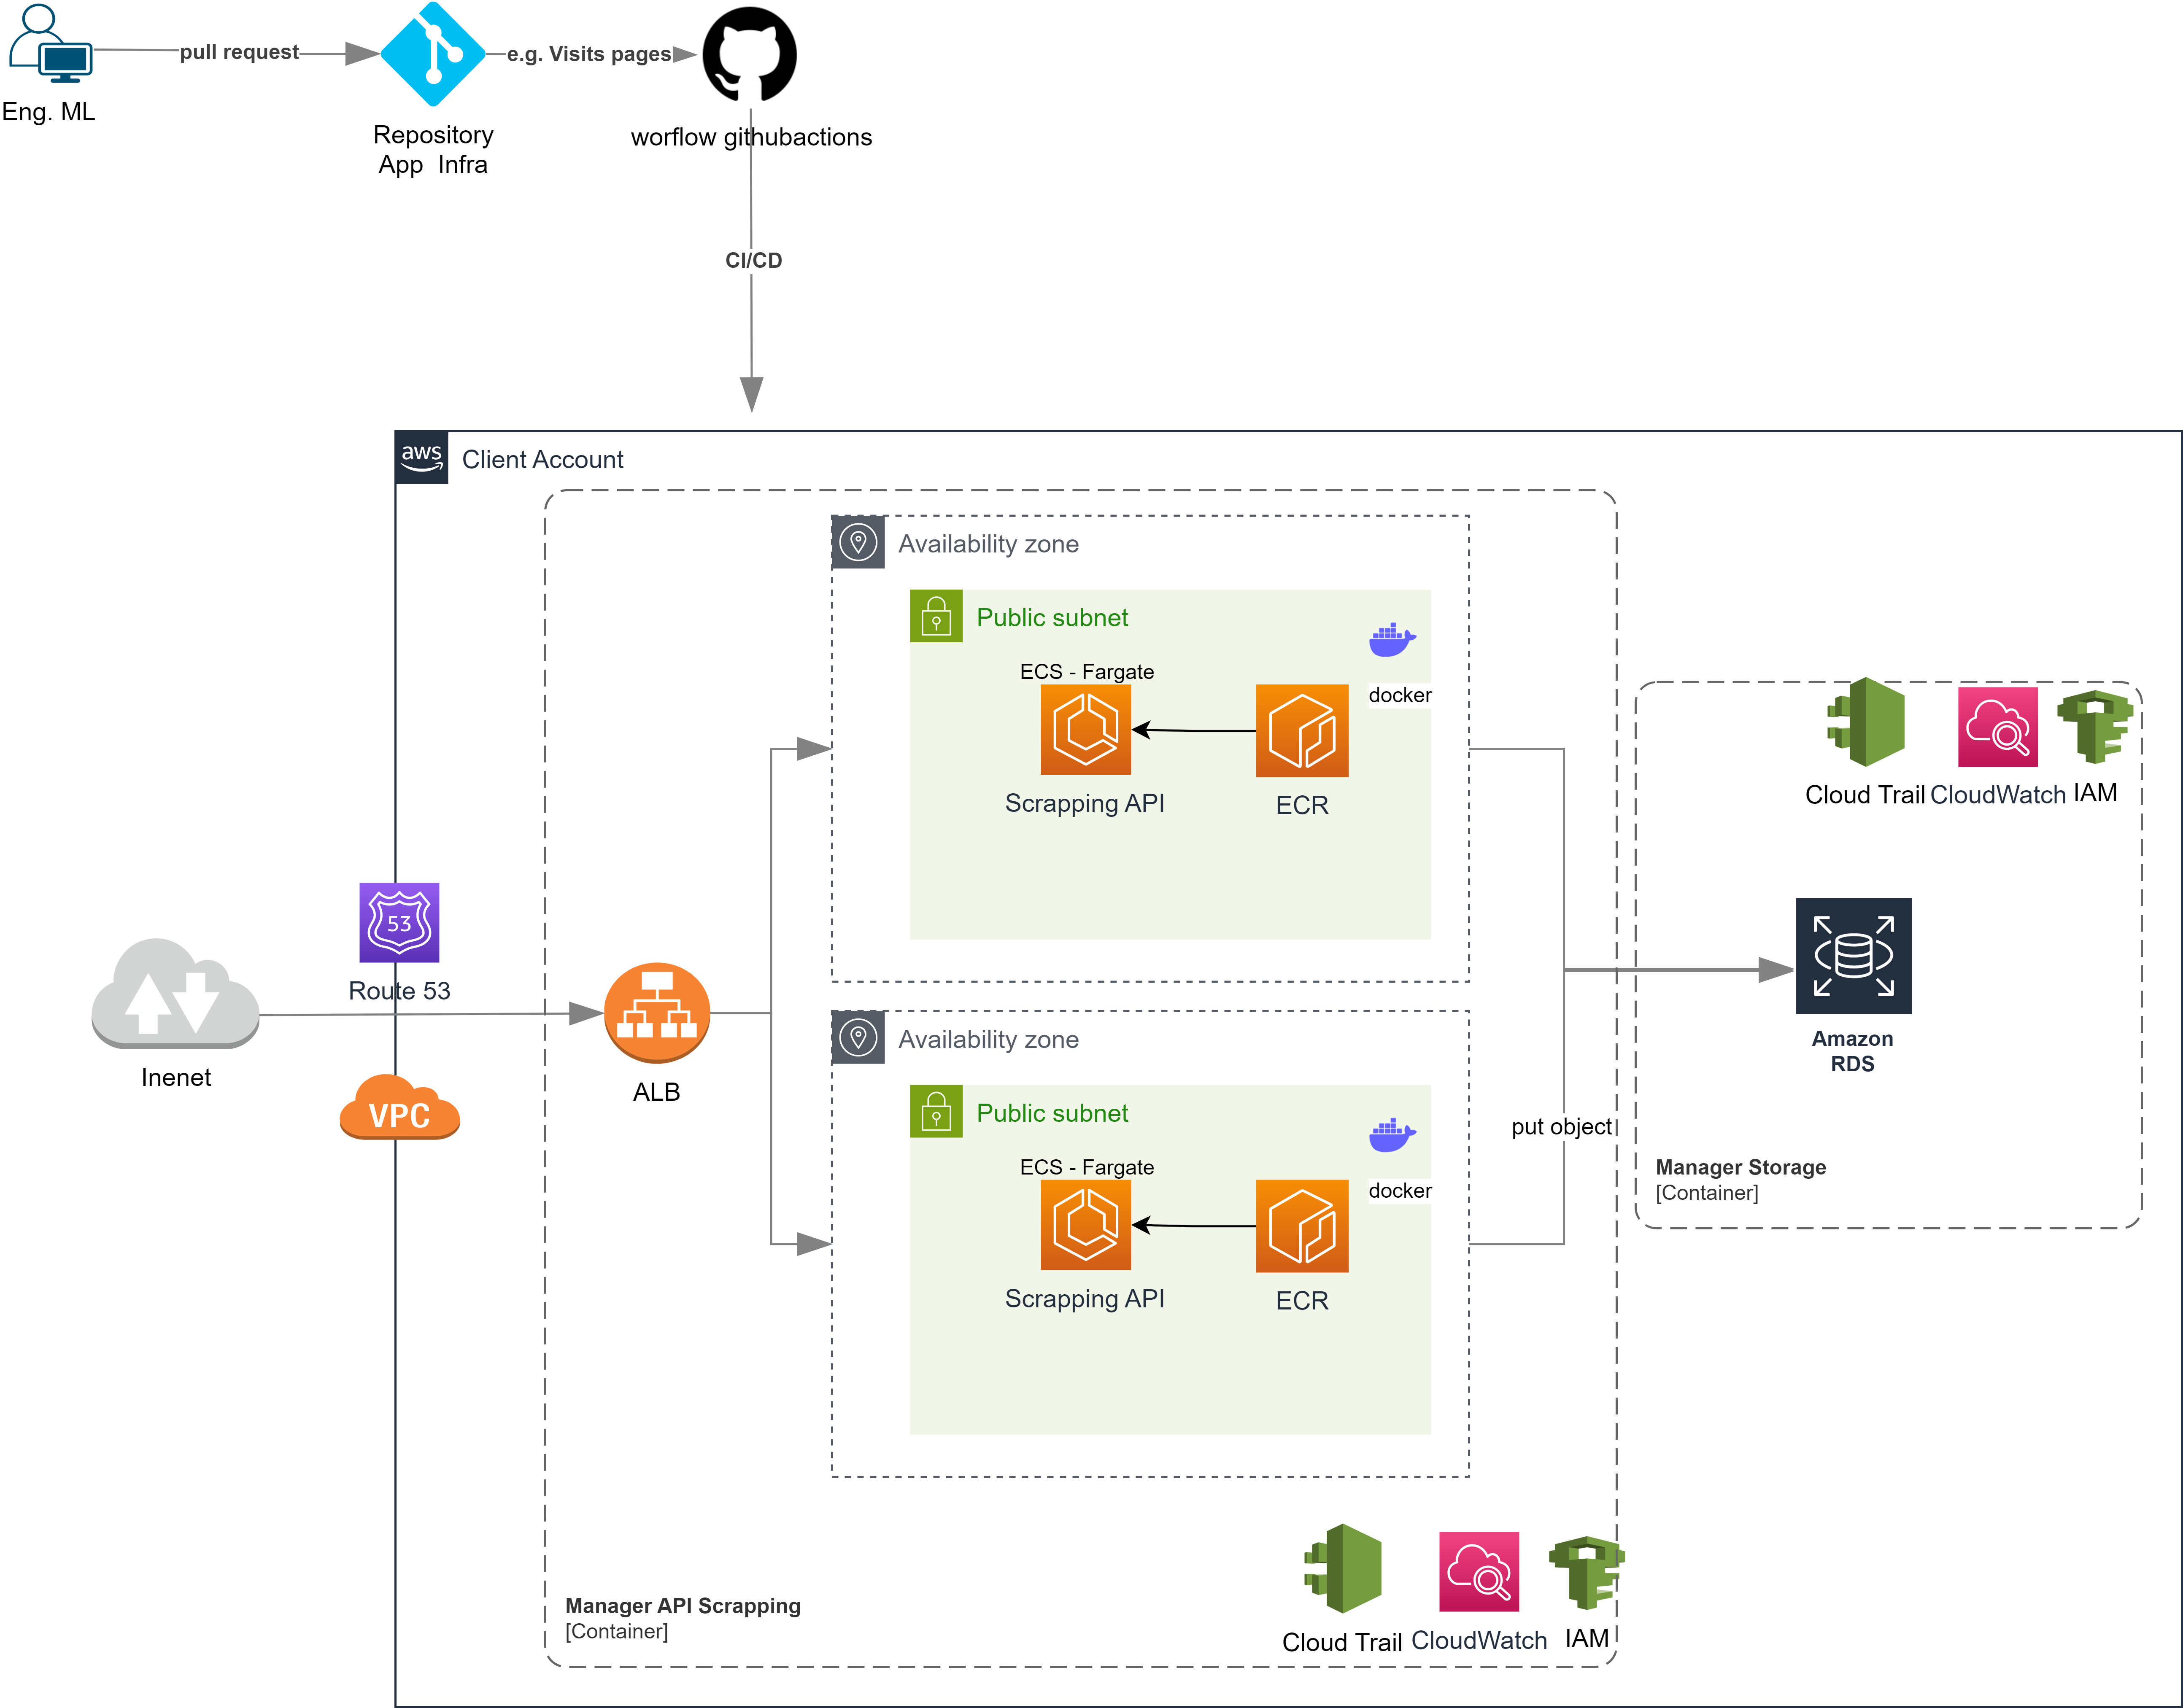 pull request
e.g. Visits pages
Eng. ML
Repository
App  Infra
worflow githubactions
CI/CD
aws
Client Account
Availability zone
Public subnet
ECS - Fargate
docker
Scrapping API
ECR
Cloud Trail
CloudWatch
IAM
53
Route 53
Inenet
VPC
ALB
Amazon
RDS
Availability zone
Public subnet
ECS - Fargate
docker
Scrapping API
ECR
put object
Manager Storage
[Container]
Manager API Scrapping
[Container]
Cloud Trail
CloudWatch
IAM